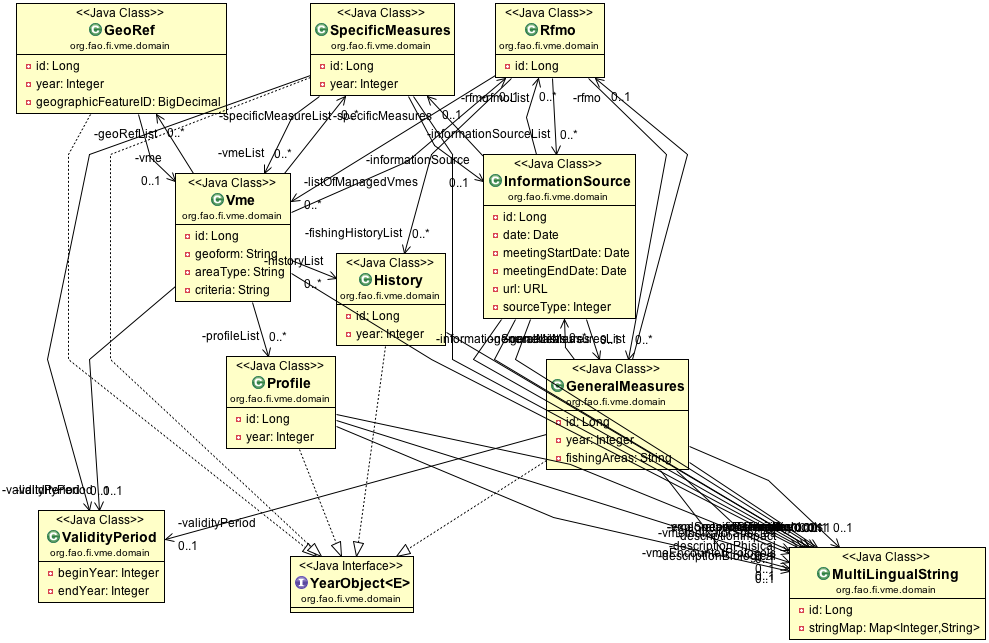 <<Java Class>>
GeoRef
org.fao.fi.vme.domain
id: Long
year: Integer
geographicFeatureID: BigDecimal
<<Java Class>>
SpecificMeasures
org.fao.fi.vme.domain
id: Long
year: Integer
<<Java Class>>
Rfmo
org.fao.fi.vme.domain
id: Long
-geoRefList 0..*
-specificMeasureList 0..*
-specificMeasures 0..1
-rfmo 0..1
-informationSourceList 0..*
-vme
0..1
-vmeList 0..*
-informationSource
0..1
-listOfManagedVmes
0..*
<<Java Class>>
Vme
org.fao.fi.vme.domain
id: Long
geoform: String
areaType: String
criteria: String
<<Java Class>>
InformationSource
org.fao.fi.vme.domain
id: Long
date: Date
meetingStartDate: Date
meetingEndDate: Date
url: URL
sourceType: Integer
-fishingHistoryList 0..*
-historyList
0..*
<<Java Class>>
History
org.fao.fi.vme.domain
id: Long
year: Integer
-profileList 0..*
0..*
<<Java Class>>
Profile
org.fao.fi.vme.domain
id: Long
year: Integer
<<Java Class>>
GeneralMeasures
org.fao.fi.vme.domain
id: Long
year: Integer
fishingAreas: String
-validityPeriod
0..1
-validityPeriod
0..1
<<Java Class>>
ValidityPeriod
org.fao.fi.vme.domain
beginYear: Integer
endYear: Integer
<<Java Interface>>
YearObject<E>
org.fao.fi.vme.domain
0..1
-descriptionImpact
-descriptionPhisical
-descriptionBiological
0..1
<<Java Class>>
MultiLingualString
org.fao.fi.vme.domain
id: Long
stringMap: Map<Integer,String>